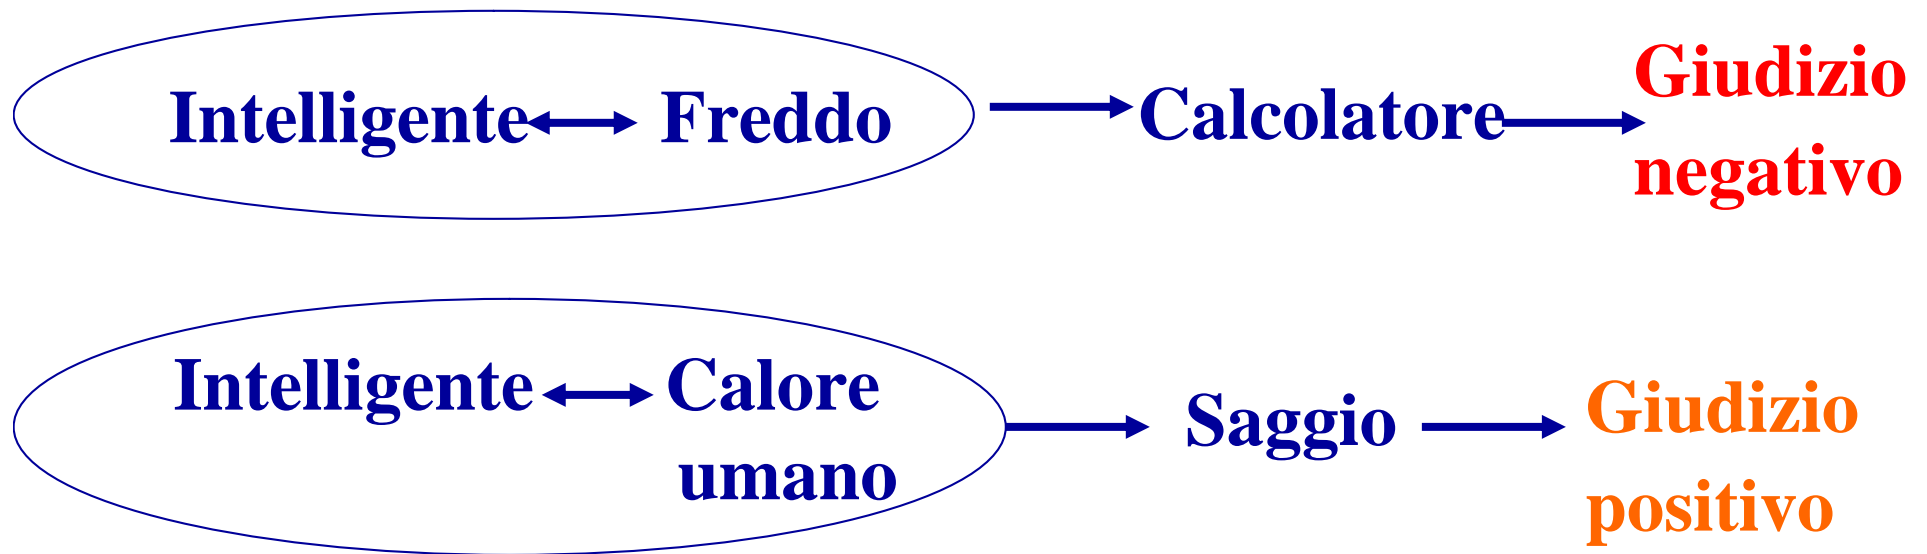 Intelligente Freddo Calcolatore Giudizio
negativo
Intelligente Calore
umano
Saggio
Giudizio
positivo